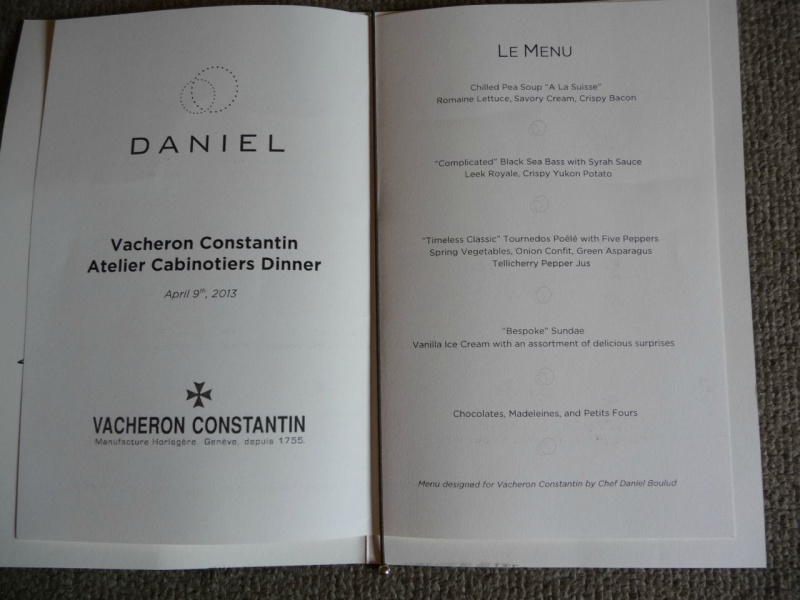 DANIEL
Vacheron Constantin
Atelier Cabinotiers Dinner
April 9th, 2013
VACHERON CONSTANTIN
Manufacture Horlogère. Genève, depuis 1755.
LE MENU
Chilled Pea Soup "A La Suisse"
Romaine Lettuce, Savory Cream, Crispy Bacon
"Complicated" Black Sea Bass with Syrah Sauce
Leek Royale, Crispy Yukon Potato
"Timeless Classic" Tournedos Poêlé with Five Peppers
Spring Vegetables, Onion Confit, Green Asparagus
Tellicherry Pepper Jus
"Bespoke" Sundae
Vanilla Ice Cream with an assortment of delicious surprises
Chocolates, Madeleines, and Petits Fours
Menu designed for Vacheron Constantin by Chef Daniel Boulud